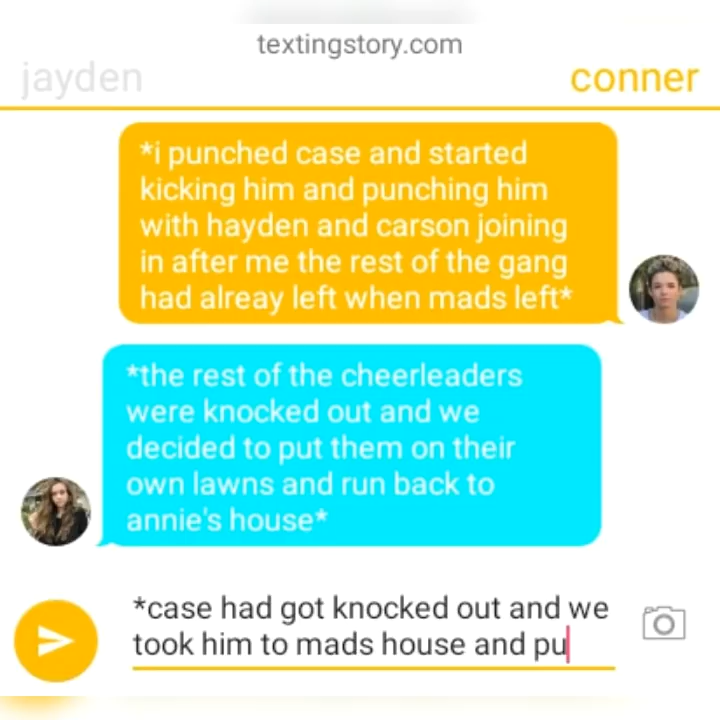 textingstory.com
jayden
conner
*i punched case and started
kicking him and punching him
with hayden and carson joining
in after me the rest of the gang
had alreay left when mads left*
*the rest of the cheerleaders
were knocked out and we
decided to put them on their
own lawns and run back to
annie's house*
*case had got knocked out and we
took him to mads house and pu